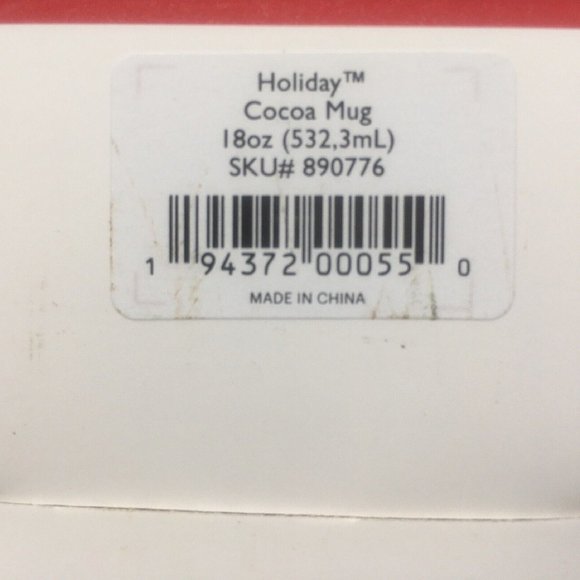 Holiday™
Cocoa Mug
18oz (532,3mL)
SKU# 890776
1 94372 00055 0
MADE IN CHINA